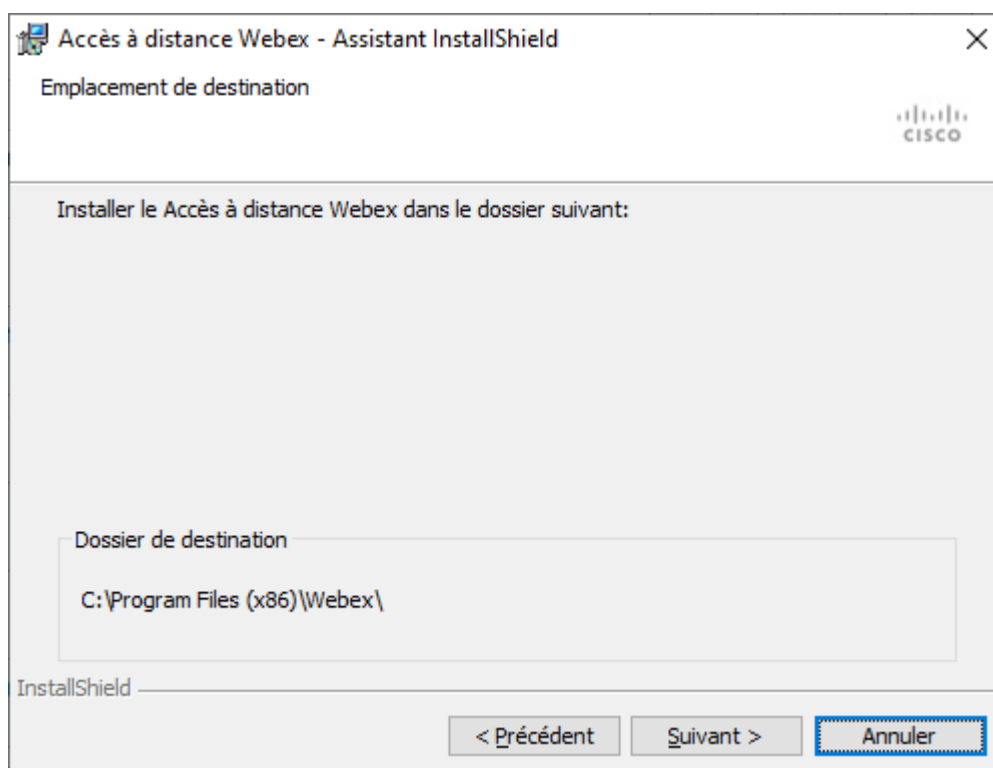 Accès à distance Webex - Assistant InstallShield
Emplacement de destination
CISCO
Installer le Accès à distance Webex dans le dossier suivant:
Dossier de destination
C:\Program Files (x86)\Webex\
InstallShield
< Précédent
Suivant >
Annuler